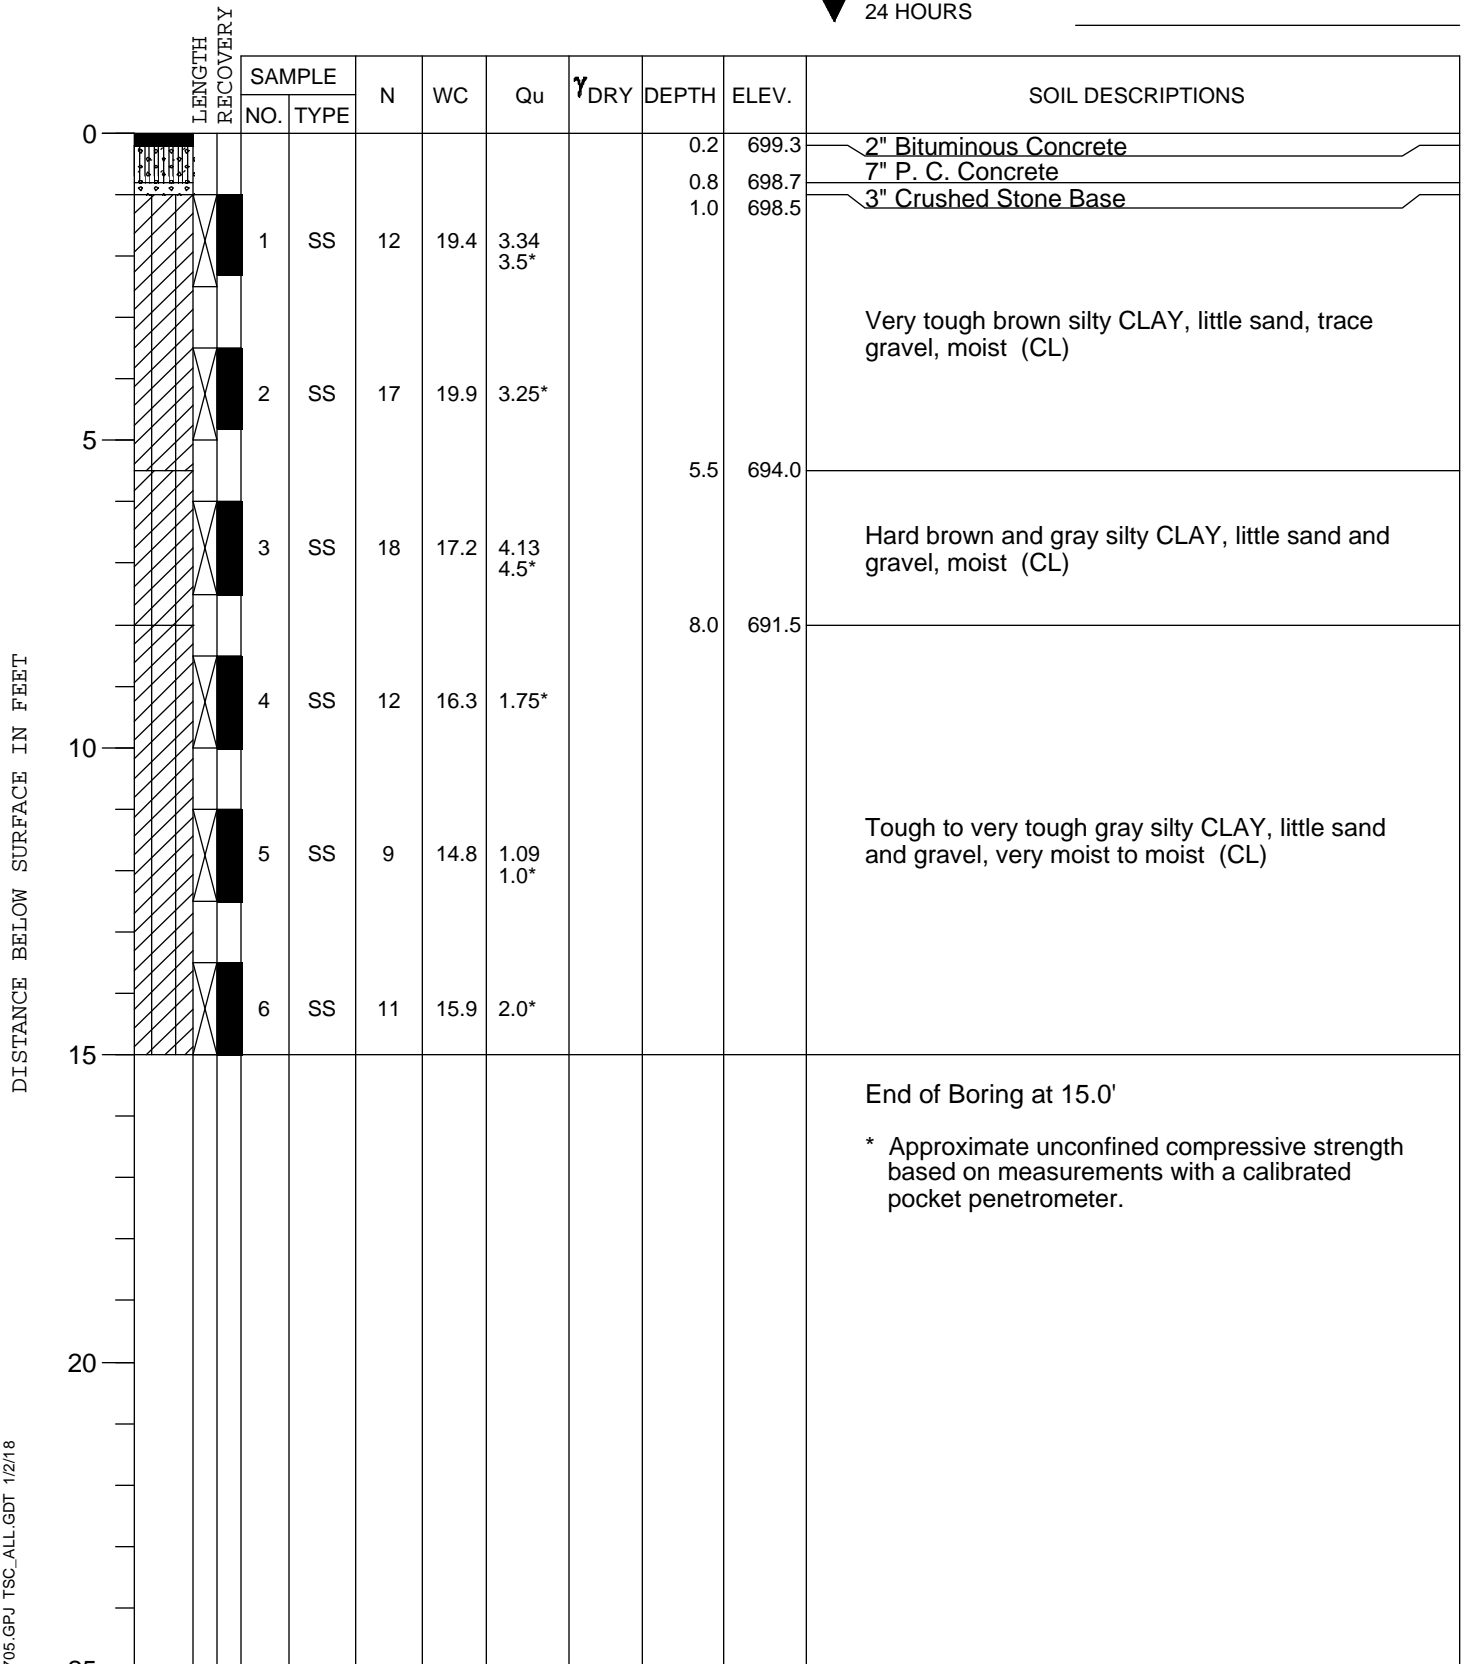 24 HOURS
LENGTH
RECOVERY
SAMPLE
NO. TYPE N WC Qu γDRY DEPTH ELEV. SOIL DESCRIPTIONS
0
0.2 699.3 2" Bituminous Concrete
7" P. C. Concrete
0.8 698.7
3" Crushed Stone Base
1.0 698.5
1 SS 12 19.4 3.34
3.5*
Very tough brown silty CLAY, little sand, trace
gravel, moist (CL)
2 SS 17 19.9 3.25*
5
5.5 694.0
Hard brown and gray silty CLAY, little sand and
gravel, moist (CL)
3 SS 18 17.2 4.13
4.5*
8.0 691.5
4 SS 12 16.3 1.75*
10
Tough to very tough gray silty CLAY, little sand
and gravel, very moist to moist (CL)
5 SS 9 14.8 1.09
1.0*
6 SS 11 15.9 2.0*
15
End of Boring at 15.0'
* Approximate unconfined compressive strength
based on measurements with a calibrated
pocket penetrometer.
20
DISTANCE BELOW SURFACE IN FEET
705.GPJ TSC_ALL.GDT 1/2/18